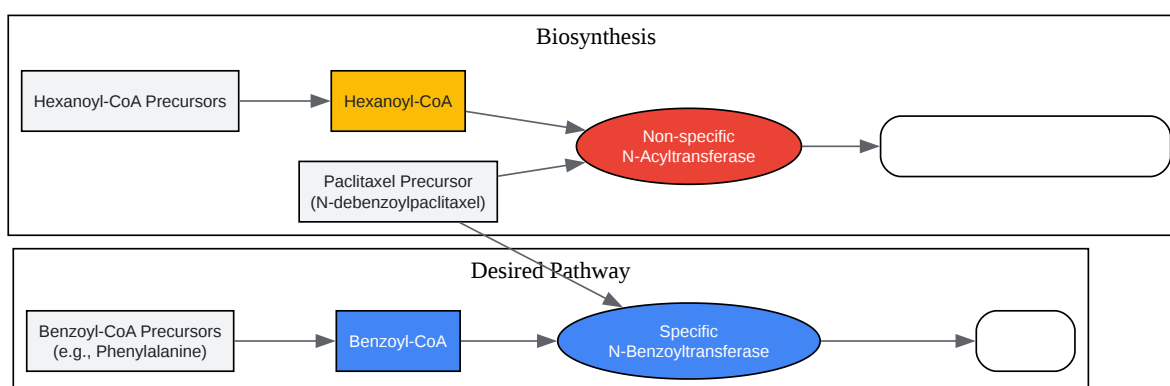 Biosynthesis
Hexanoyl-CoA Precursors
Hexanoyl-CoA
Non-specific
N-Acyltransferase
Paclitaxel Precursor
(N-debenzoylpaclitaxel)
Desired Pathway
Benzoyl-CoA Precursors
(e.g., Phenylalanine)
Benzoyl-CoA
Specific
N-Benzoyltransferase